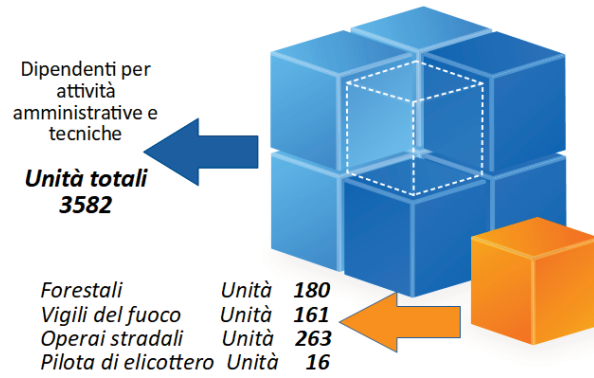 Dipendenti per
attività
amministrative e
tecniche
Unità totali
3582
Forestali Unità 180
Vigili del fuoco Unità 161
Operai stradali Unità 263
Pilota di elicottero Unità 16